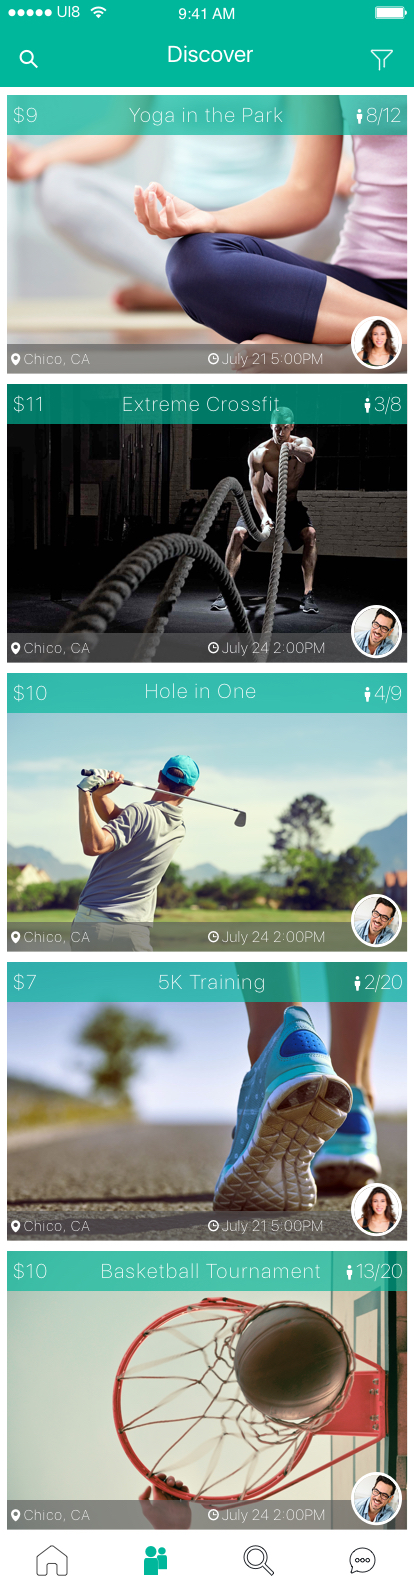 UI8 9:41 AM
Discover
$9 Yoga in the Park 8/12
Chico, CA July 21 5:00PM
$11 Extreme Crossfit 3/8
Chico, CA July 24 2:00PM
$10 Hole in One 4/9
Chico, CA July 24 2:00PM
$7 5K Training 2/20
Chico, CA July 21 5:00PM
$10 Basketball Tournament 13/20
Chico, CA July 24 2:00PM